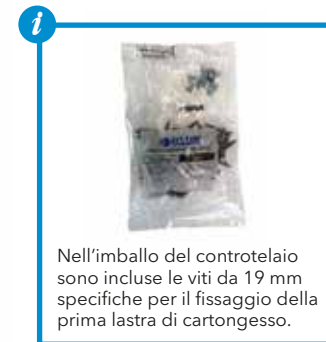 i
Nell'imballo del controtelaio
sono incluse le viti da 19 mm
specifiche per il fissaggio della
prima lastra di cartongesso.